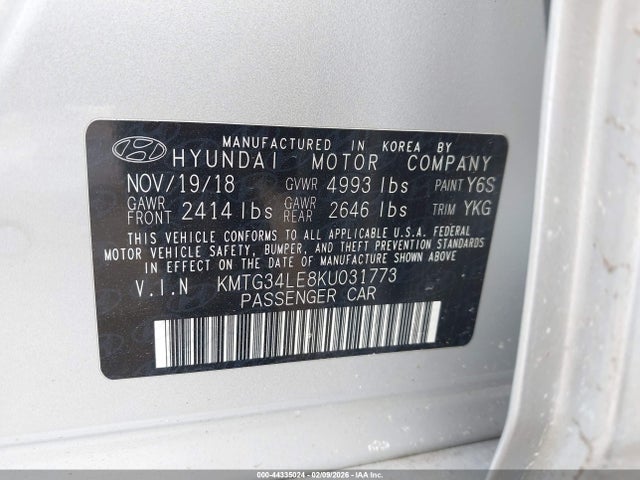 MANUFACTURED IN KOREA BY
HYUNDAI MOTOR COMPANY
NOV/19/18 GVWR 4993 lbs PAINT Y6S
GAWR FRONT 2414 lbs GAWR REAR 2646 lbs TRIM YKG
THIS VEHICLE CONFORMS TO ALL APPLICABLE U.S.A. FEDERAL
MOTOR VEHICLE SAFETY, BUMPER, AND THEFT PREVENTION STANDARDS
IN EFFECT ON THE DATE OF MANUFACTURE SHOWN ABOVE
V.I.N KMTG34LE8KU031773
PASSENGER CAR
000-44335024 - 02/09/2026 - © IAA Holdings, LLC